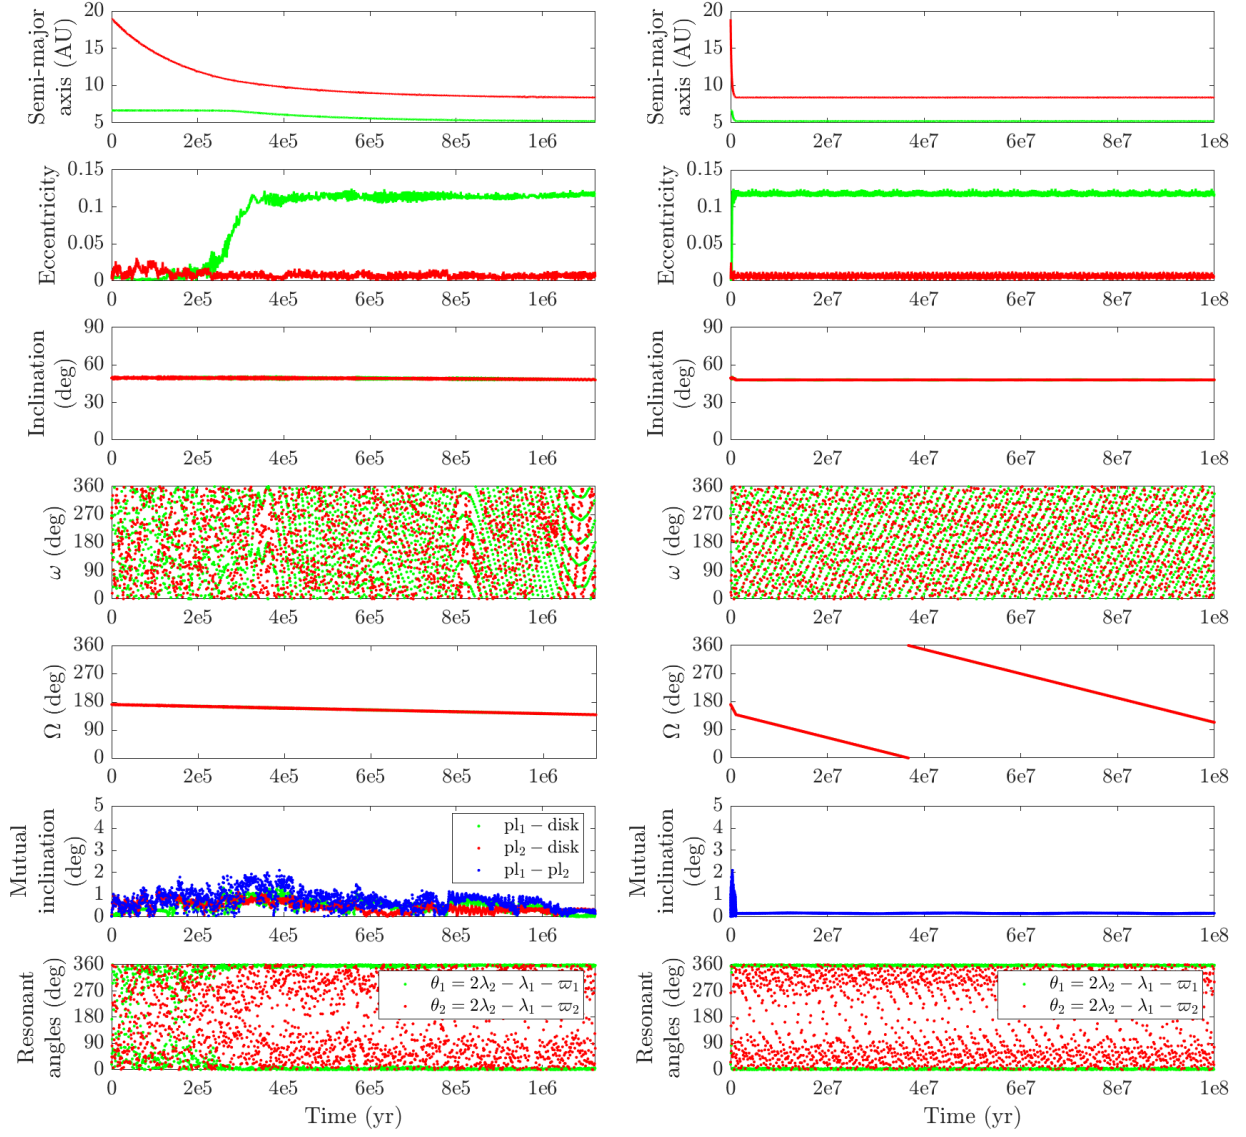 Semi-major
axis (AU)
20
15
10
5
0 2e5 4e5 6e5 8e5 1e6
Semi-major
axis (AU)
20
15
10
5
0 2e7 4e7 6e7 8e7 1e8
Eccentricity
0.15
0.1
0.05
0
0 2e5 4e5 6e5 8e5 1e6
Eccentricity
0.15
0.1
0.05
0
0 2e7 4e7 6e7 8e7 1e8
Inclination
(deg)
90
60
30
0
0 2e5 4e5 6e5 8e5 1e6
Inclination
(deg)
90
60
30
0
0 2e7 4e7 6e7 8e7 1e8
ω (deg)
360
270
180
90
0
0 2e5 4e5 6e5 8e5 1e6
ω (deg)
360
270
180
90
0
0 2e7 4e7 6e7 8e7 1e8
Ω (deg)
360
270
180
90
0
0 2e5 4e5 6e5 8e5 1e6
Ω (deg)
360
270
180
90
0
0 2e7 4e7 6e7 8e7 1e8
Mutual
inclination
(deg)
5
4
3
2
1
0
pl₁ − disk
pl₂ − disk
pl₁ − pl₂
0 2e5 4e5 6e5 8e5 1e6
Mutual
inclination
(deg)
5
4
3
2
1
0
0 2e7 4e7 6e7 8e7 1e8
Resonant
angles (deg)
360
270
180
90
0
θ₁ = 2λ₂ − λ₁ − ϖ₁
θ₂ = 2λ₂ − λ₁ − ϖ₂
0 2e5 4e5 6e5 8e5 1e6
Time (yr)
Resonant
angles (deg)
360
270
180
90
0
θ₁ = 2λ₂ − λ₁ − ϖ₁
θ₂ = 2λ₂ − λ₁ − ϖ₂
0 2e7 4e7 6e7 8e7 1e8
Time (yr)